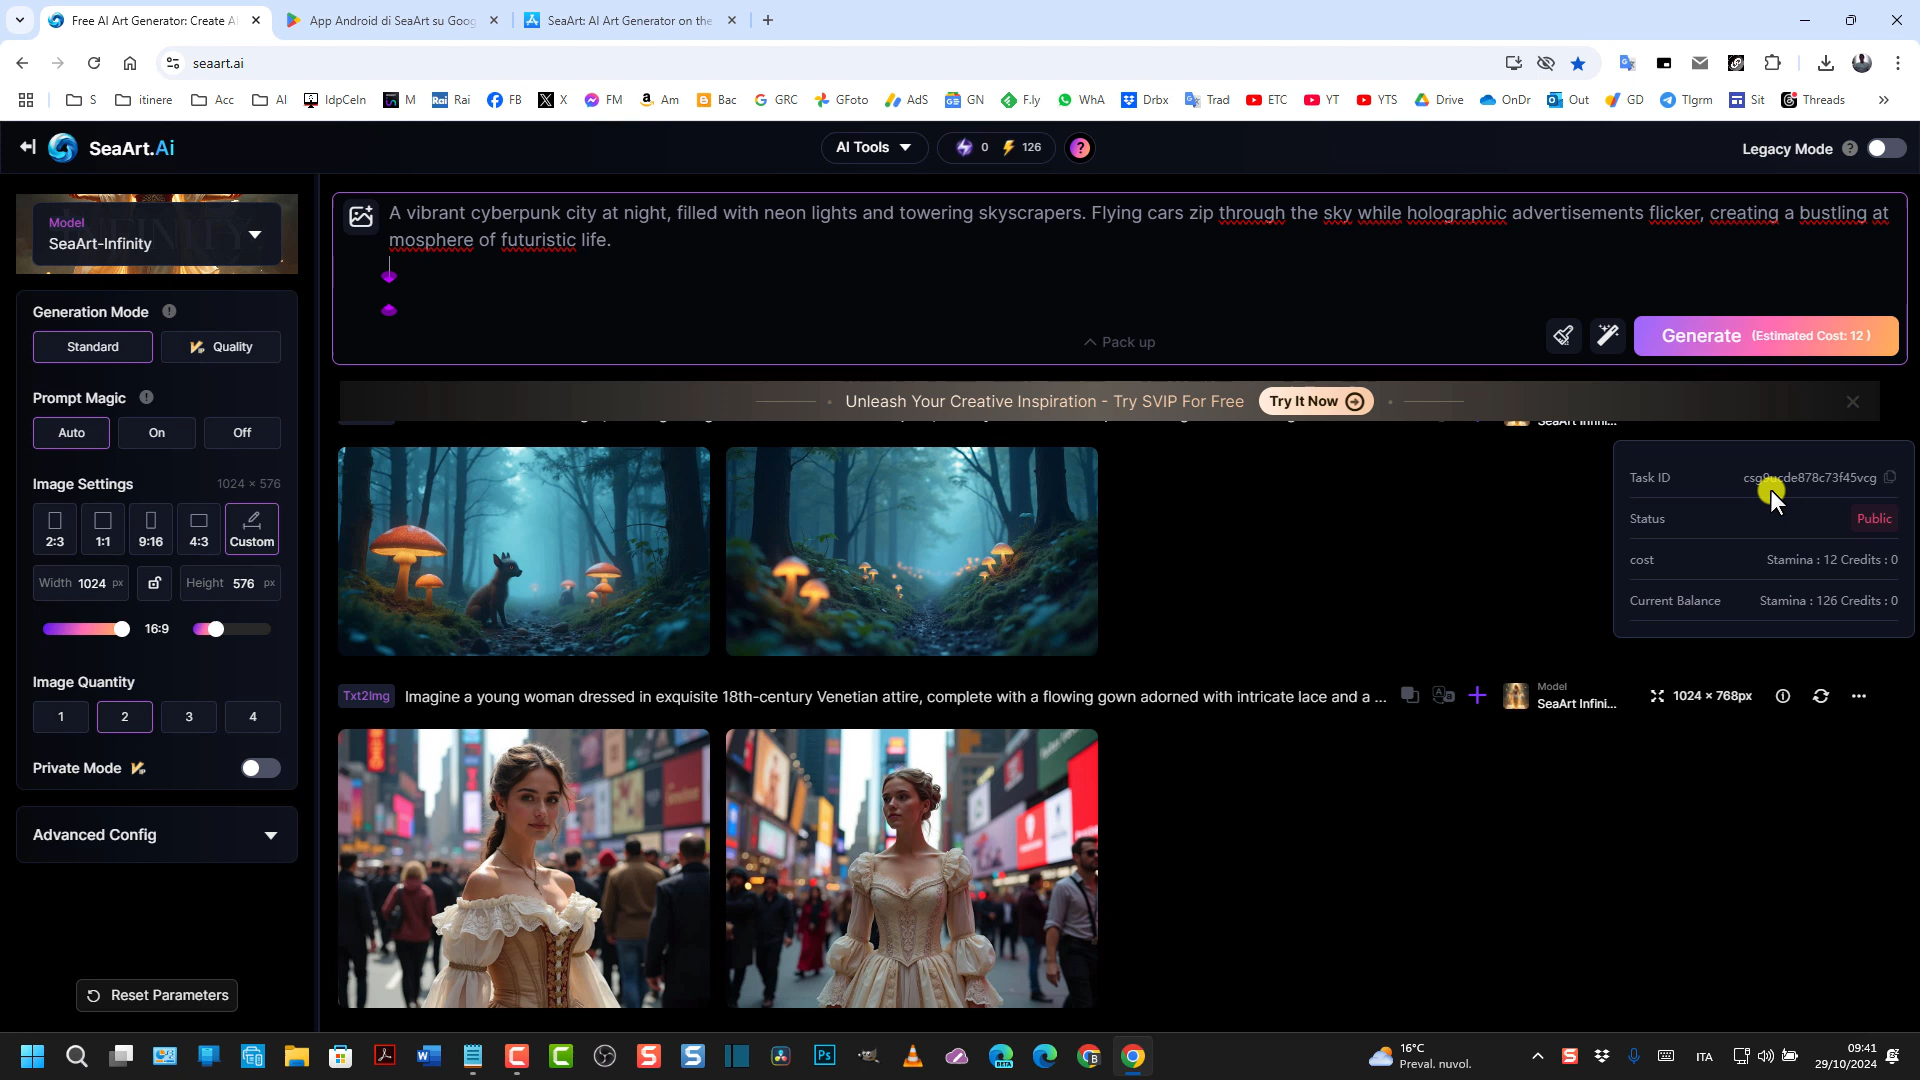 Free AI Art Generator: Create A
App Android di SeaArt su Goog
SeaArt: AI Art Generator on the
seaart.ai
S
itinere
Acc
AI
IdpCeIn
M
Rai
FB
X
FM
Am
Bac
GRC
GFoto
AdS
GN
F.ly
WhA
Drbx
Trad
ETC
YT
YTS
Drive
OnDr
Out
GD
Tlgrm
Sit
Threads
SeaArt.Ai
AI Tools
0
126
Legacy Mode
Model
SeaArt-Infinity
A vibrant cyberpunk city at night, filled with neon lights and towering skyscrapers. Flying cars zip through the sky while holographic advertisements flicker, creating a bustling at
mosphere of futuristic life.
Pack up
Generate (Estimated Cost: 12 )
Generation Mode
Standard
Quality
Prompt Magic
Auto
On
Off
Image Settings
1024 × 576
2:3
1:1
9:16
4:3
Custom
Width 1024 px
Height 576 px
16:9
Image Quantity
1
2
3
4
Private Mode
Advanced Config
Reset Parameters
Unleash Your Creative Inspiration - Try SVIP For Free
Try It Now
Task ID
csg9ucde878c73f45vcg
Status
Public
cost
Stamina : 12 Credits : 0
Current Balance
Stamina : 126 Credits : 0
Txt2Img
Imagine a young woman dressed in exquisite 18th-century Venetian attire, complete with a flowing gown adorned with intricate lace and a ...
Model
SeaArt Infini...
1024 × 768px
16°C
Preval. nuvol.
ITA
09:41
29/10/2024